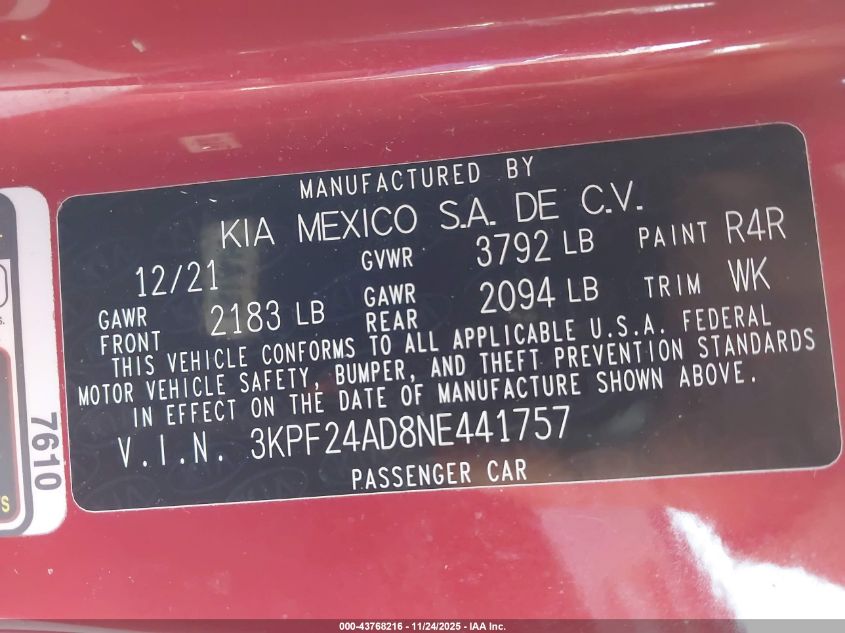 MANUFACTURED BY
KIA MEXICO S.A. DE C.V.
12/21 GVWR 3792 LB PAINT R4R
GAWR FRONT 2183 LB GAWR REAR 2094 LB TRIM WK
THIS VEHICLE CONFORMS TO ALL APPLICABLE U.S.A. FEDERAL
MOTOR VEHICLE SAFETY, BUMPER, AND THEFT PREVENTION STANDARDS
IN EFFECT ON THE DATE OF MANUFACTURE SHOWN ABOVE.
V.I.N. 3KPF24AD8NE441757
PASSENGER CAR
7610
000-43768216 - 11/24/2025 - IAA Inc.